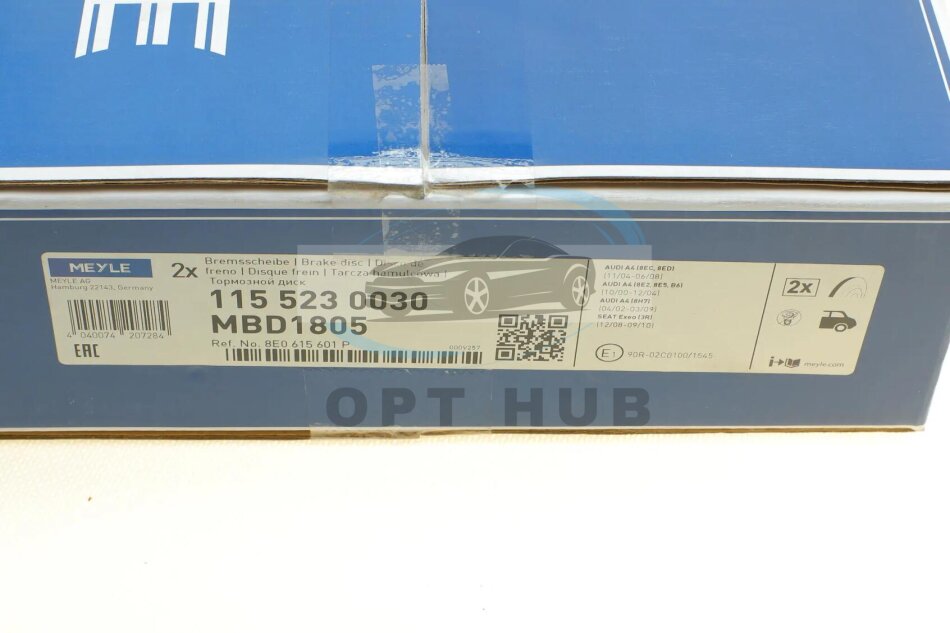 MEYLE
MEYLE AG
Hamburg 22143, Germany
4 040074 207284
EAC
2x
Bremsscheibe | Brake disc | Disco de
freno | Disque frein | Tarcza hamulcowa |
Тормозной диск
115 523 0030
MBD1805
Ref. No. 8E0 615 601 P
0009257
AUDI A4 (8EC, 8ED)
(11/04-06/08)
AUDI A4 (8E2, 8E5, B6)
(10/00-12/04)
AUDI A4 (8H7)
(04/02-03/09)
SEAT Exeo (3R)
(12/08-09/10)
E1 90R-02C0100/1545
2x
meyle.com
OPT HUB